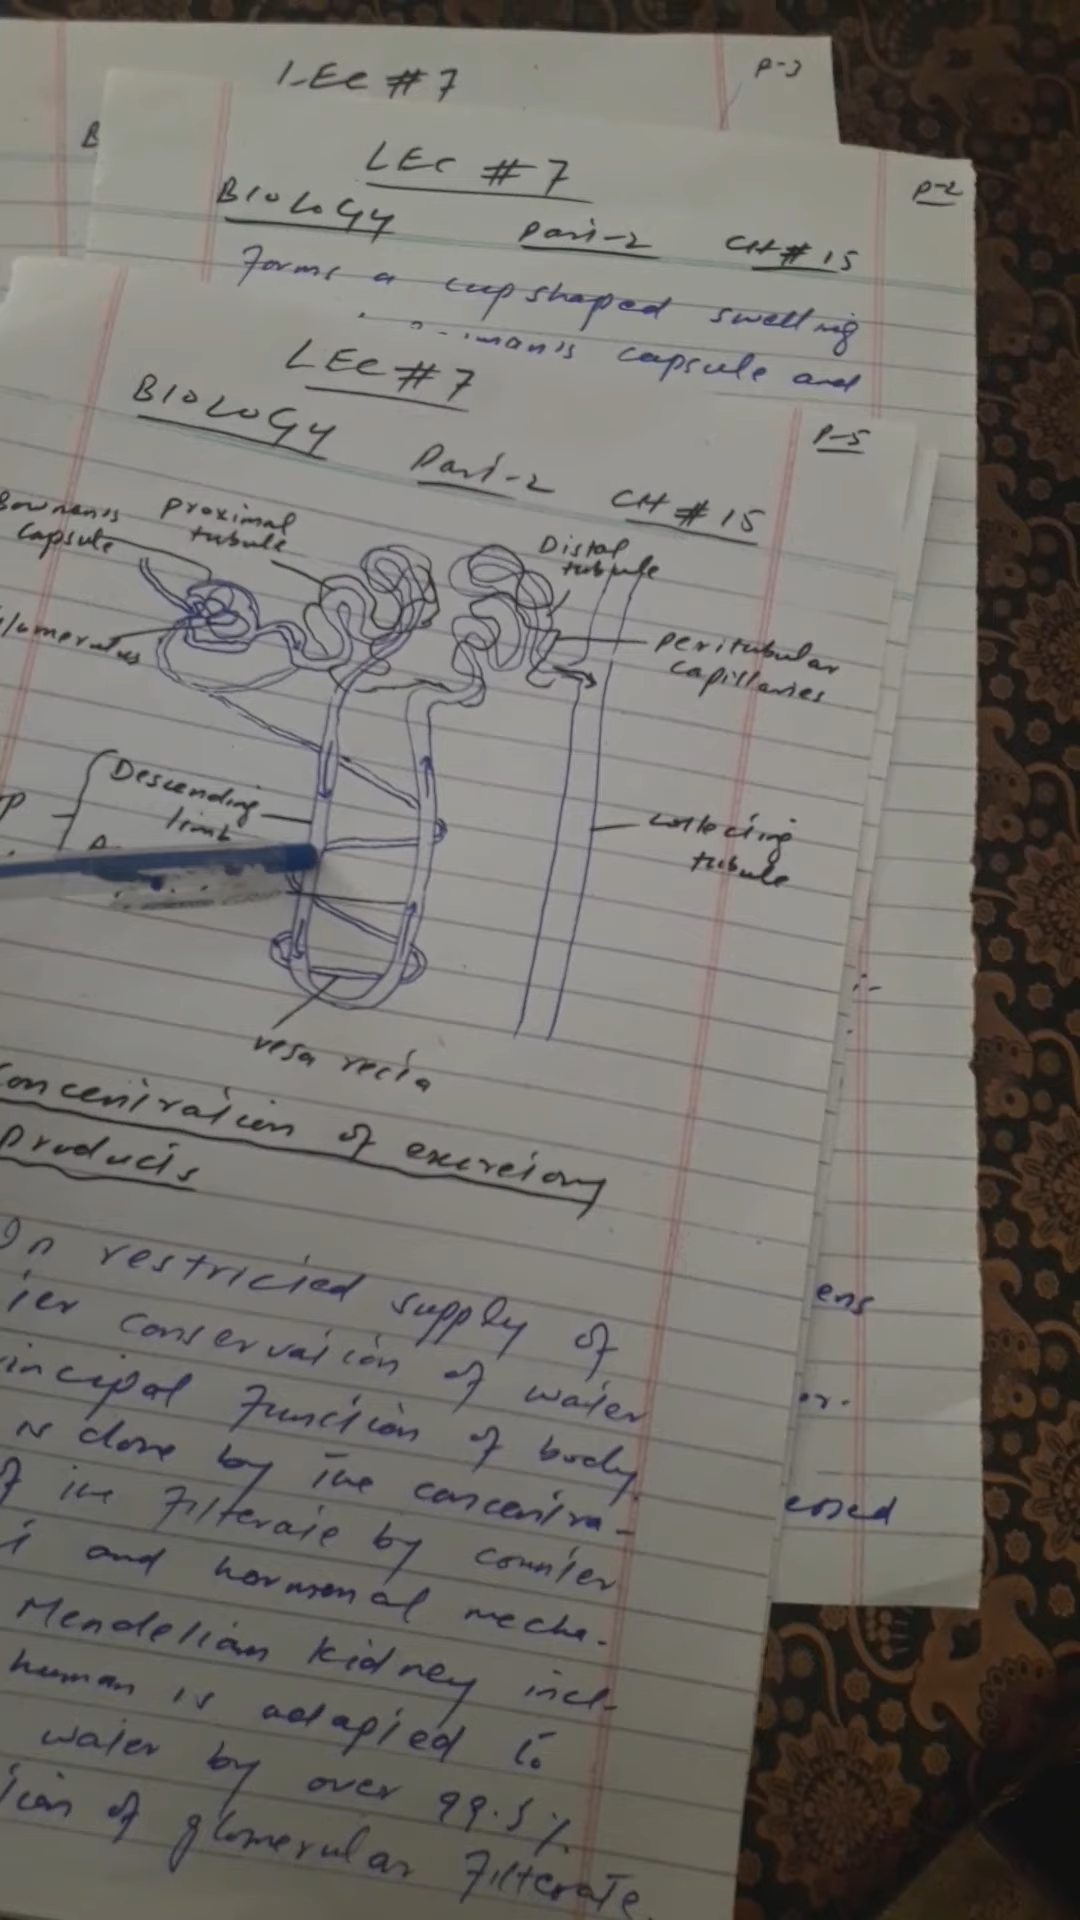 LEC #7
P-3
B
LEC #7
P-2
BIOLOGY Part-2 CH # 15
Forms a cup shaped swelling
capsule and
LEC #7
P-5
BIOLOGY Part-2 CH # 15
Bowman's
capsule
proximal
tubule
Distal
tubule
Glomerulus
peritubular
capillaries
Descending
limb
collecting
tubule
vesa recta
Concentration of excretory
products
In restricted supply of
conservation of water
function of body
is done by the concentra-
the Filterate by counter
and hormonal mecha-
Mendelian kidney incl-
human is adapted to
water by over 99.5%
of glomerular Filterate.